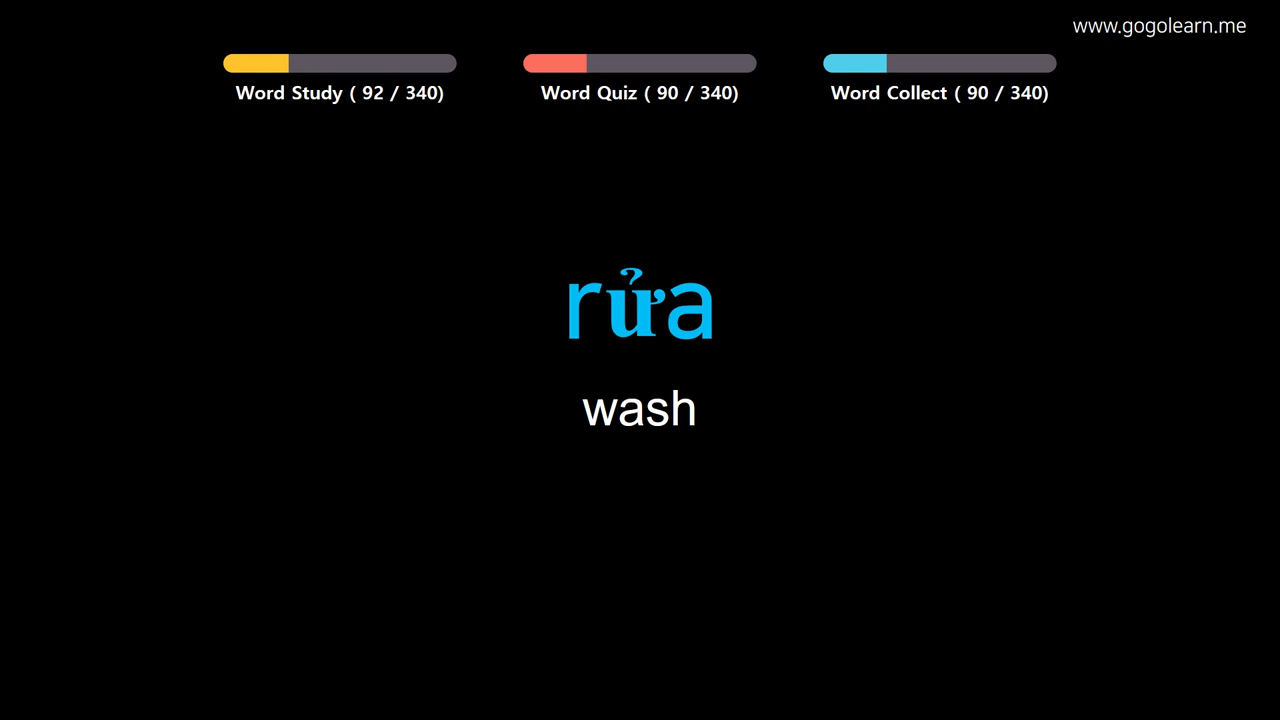 www.gogolearn.me
Word Study ( 92 / 340)
Word Quiz ( 90 / 340)
Word Collect ( 90 / 340)
rửa
wash